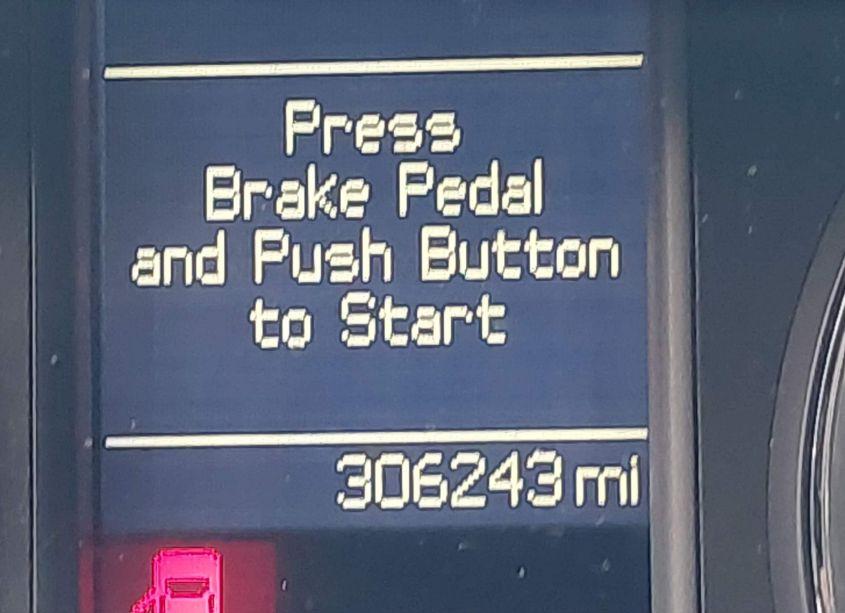 Press
Brake Pedal
and Push Button
to Start
306243 mi